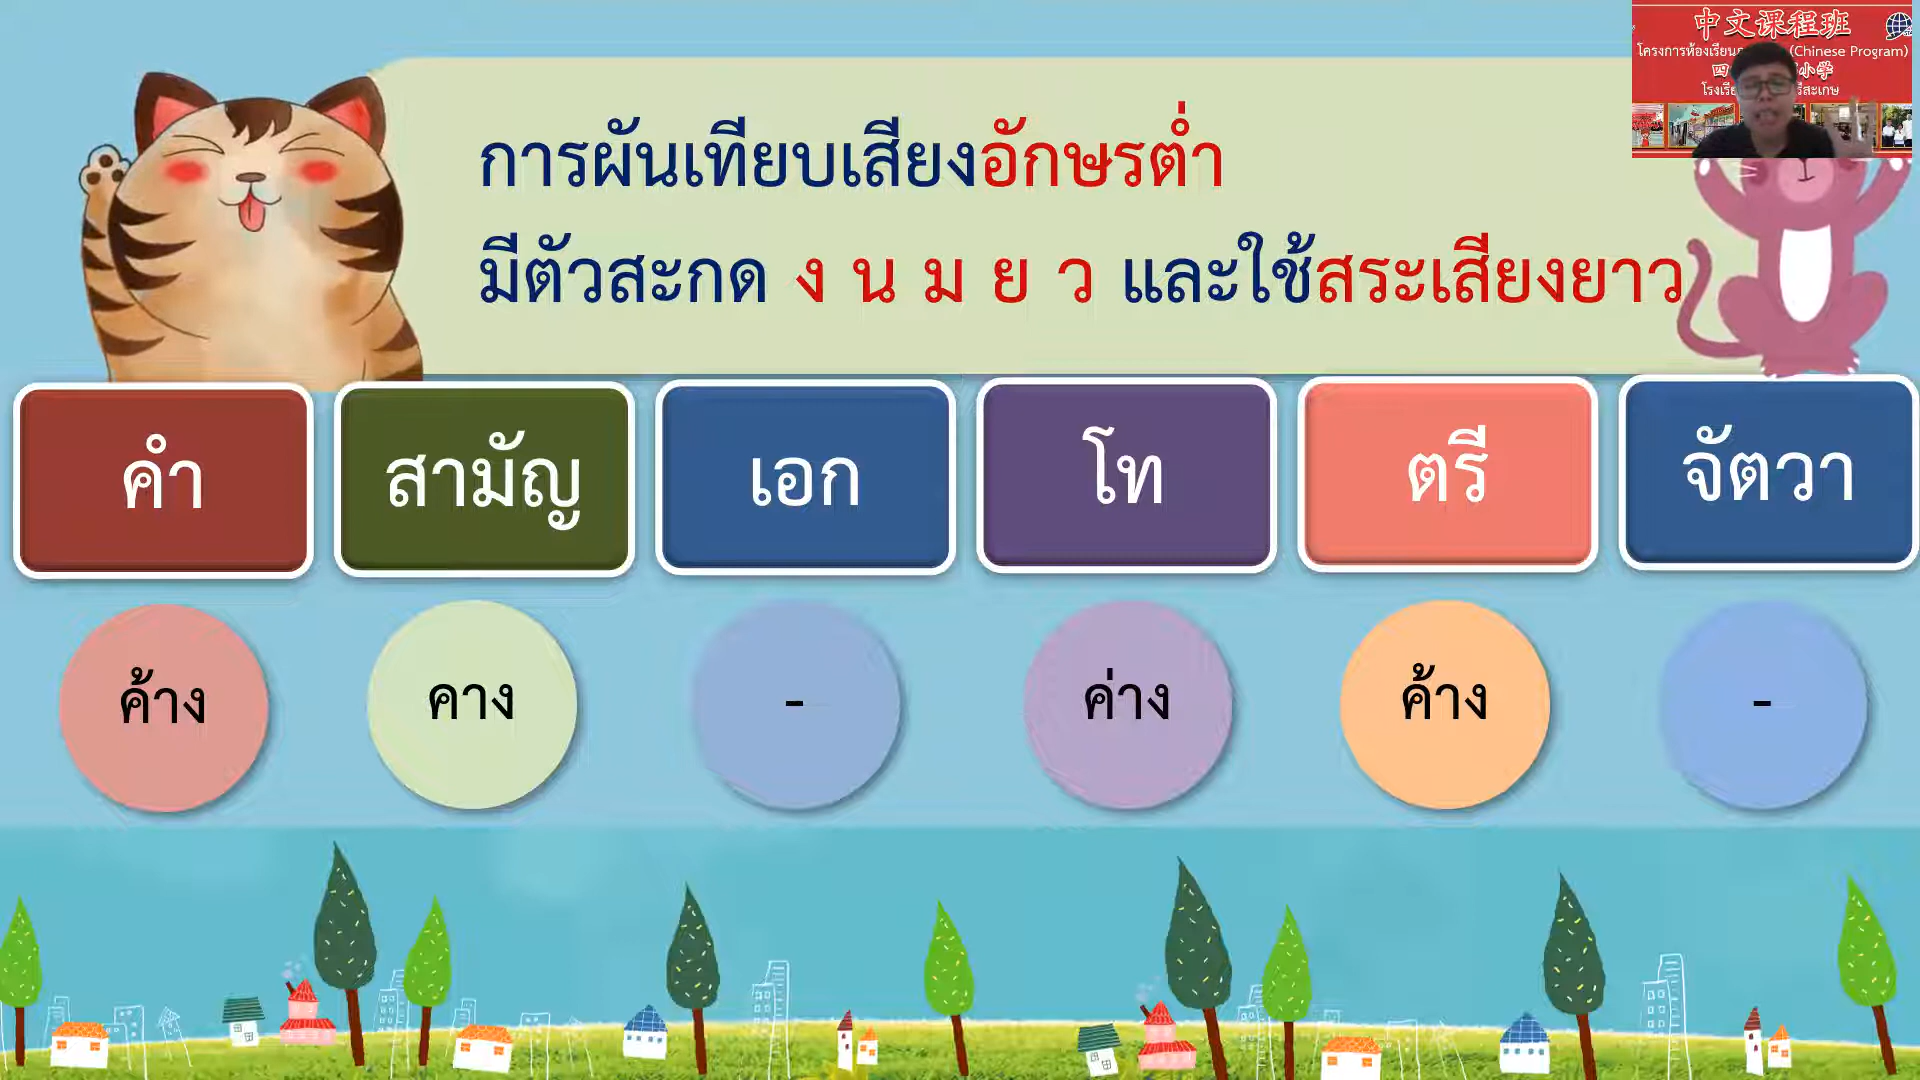 中文课程班
(Chinese Program)
การผันเทียบเสียงอักษรต่ำ
มีตัวสะกด ง น ม ย ว และใช้สระเสียงยาว
คำ สามัญ เอก โท ตรี จัตวา
ค้าง คาง - ค่าง ค้าง -